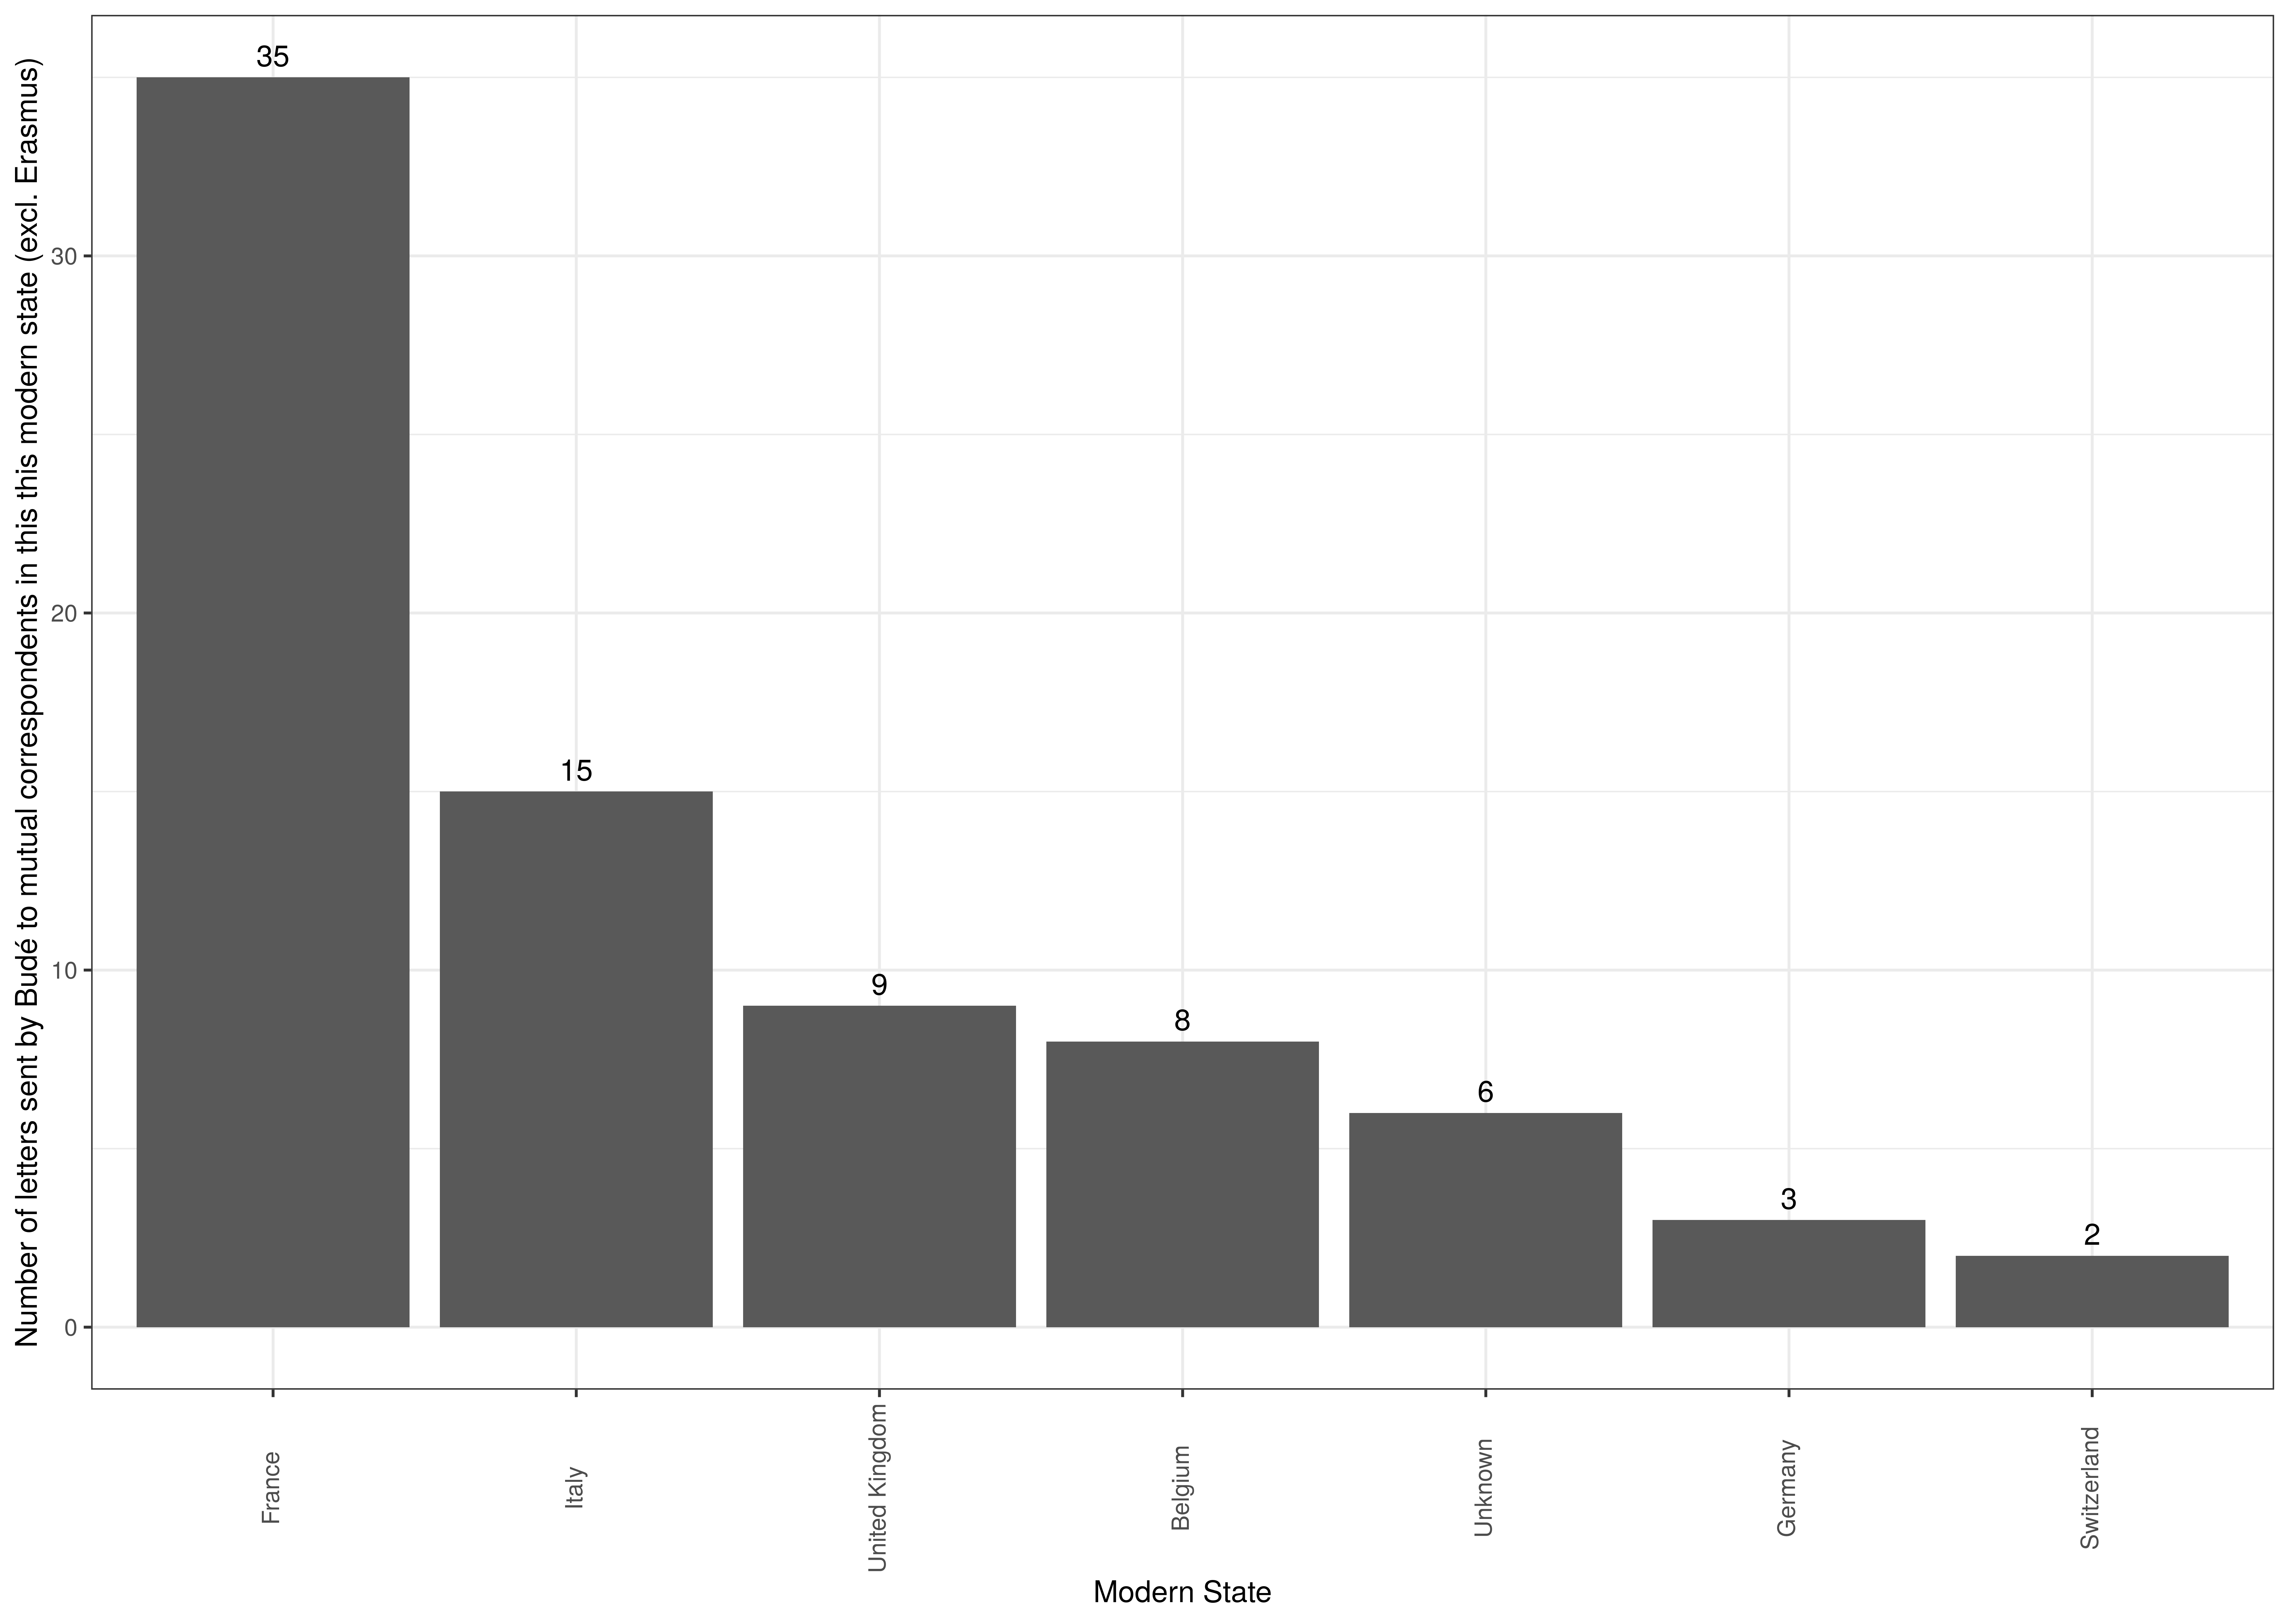 Number of letters sent by Budé to mutual correspondents in this this modern state (excl. Erasmus)
30
20
10
0
35
15
9
8
6
3
2
France
Italy
United Kingdom
Belgium
Unknown
Germany
Switzerland
Modern State